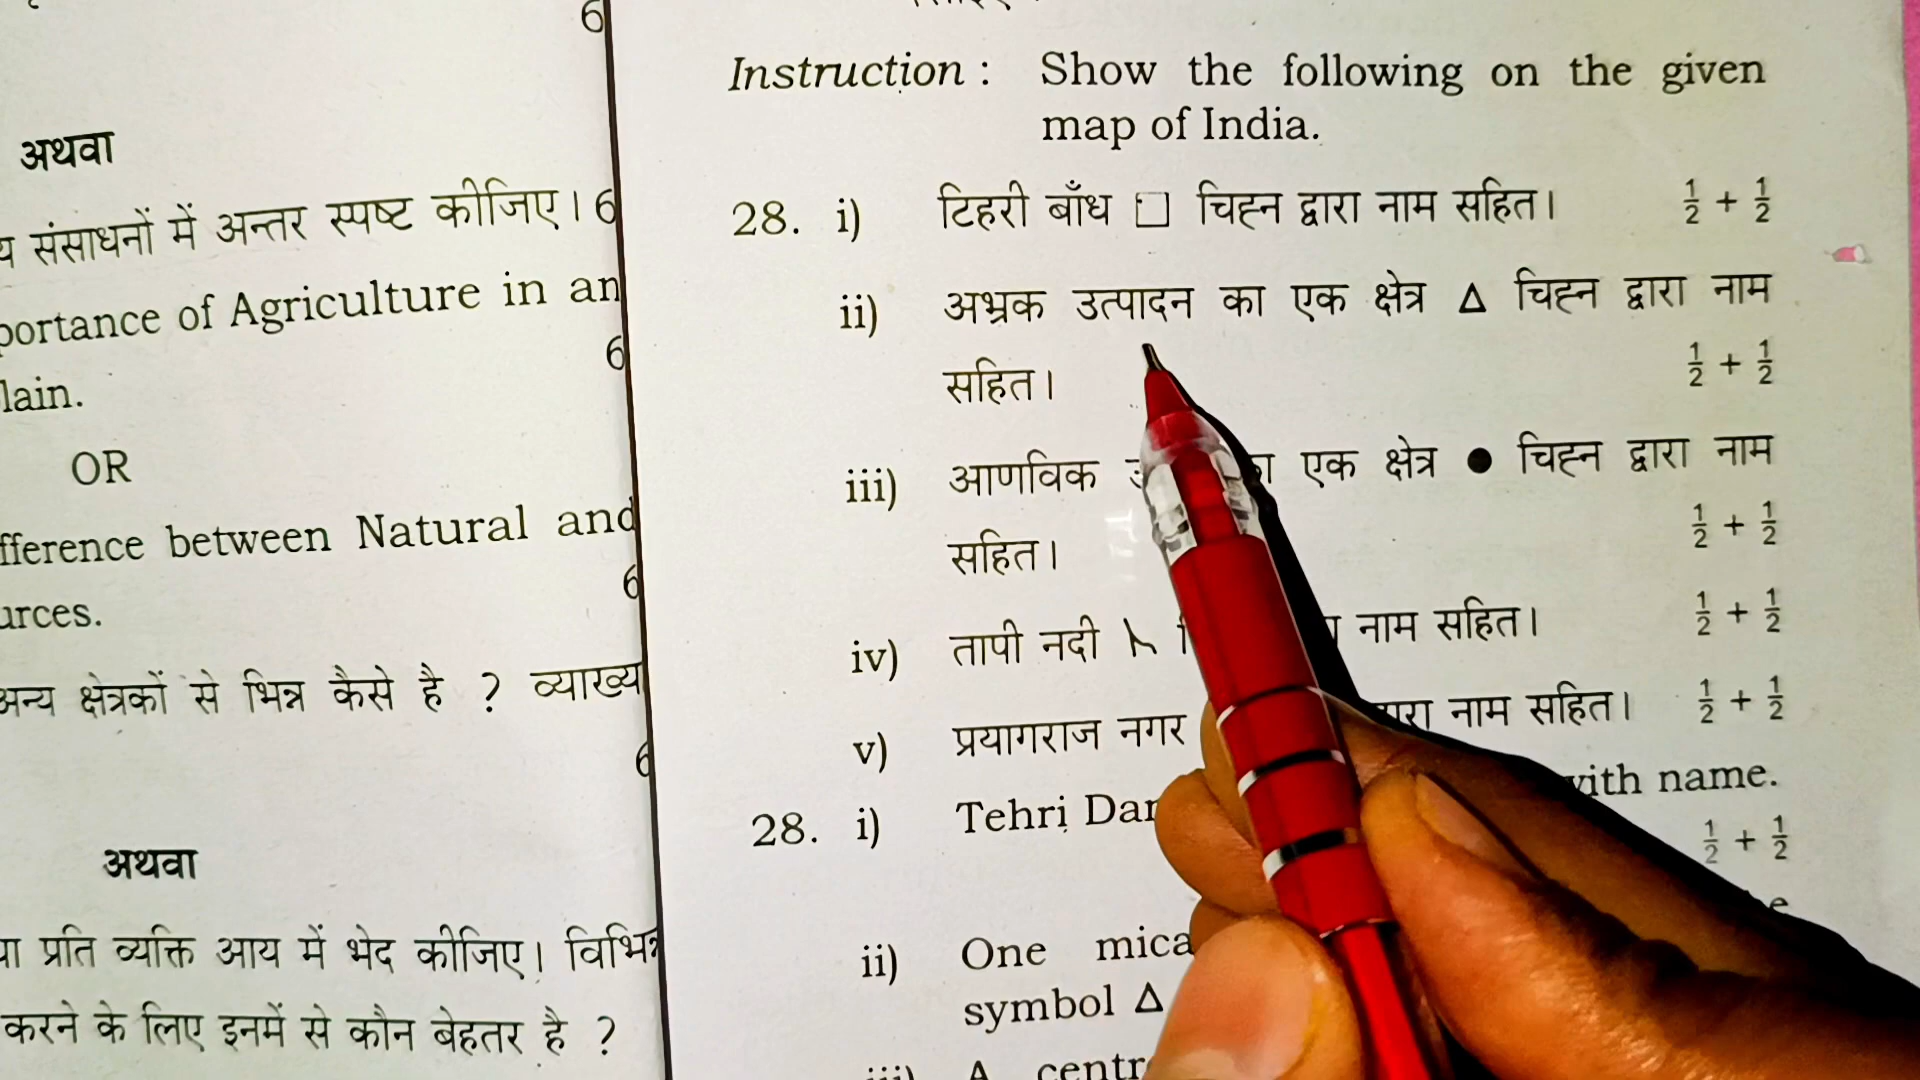 6
अथवा
संसाधनों में अन्तर स्पष्ट कीजिए। 6
portance of Agriculture in an
6
lain.
OR
fference between Natural and
6
urces.
अन्य क्षेत्रकों से भिन्न कैसे है ? व्याख्य
6
अथवा
प्रति व्यक्ति आय में भेद कीजिए।
करने के लिए इनमें से कौन बेहतर है ?
Instruction : Show the following on the given
map of India.
28. i) टिहरी बाँध □ चिह्न द्वारा नाम सहित। ½ + ½
ii) अभ्रक उत्पादन का एक क्षेत्र Δ चिह्न द्वारा नाम
सहित। ½ + ½
iii) आणविक एक क्षेत्र ● चिह्न द्वारा नाम
सहित। ½ + ½
iv) तापी नदी नाम सहित। ½ + ½
v) प्रयागराज नगर नाम सहित। ½ + ½
28. i) Tehri with name.
½ + ½
ii) One mica
symbol Δ
iii) A